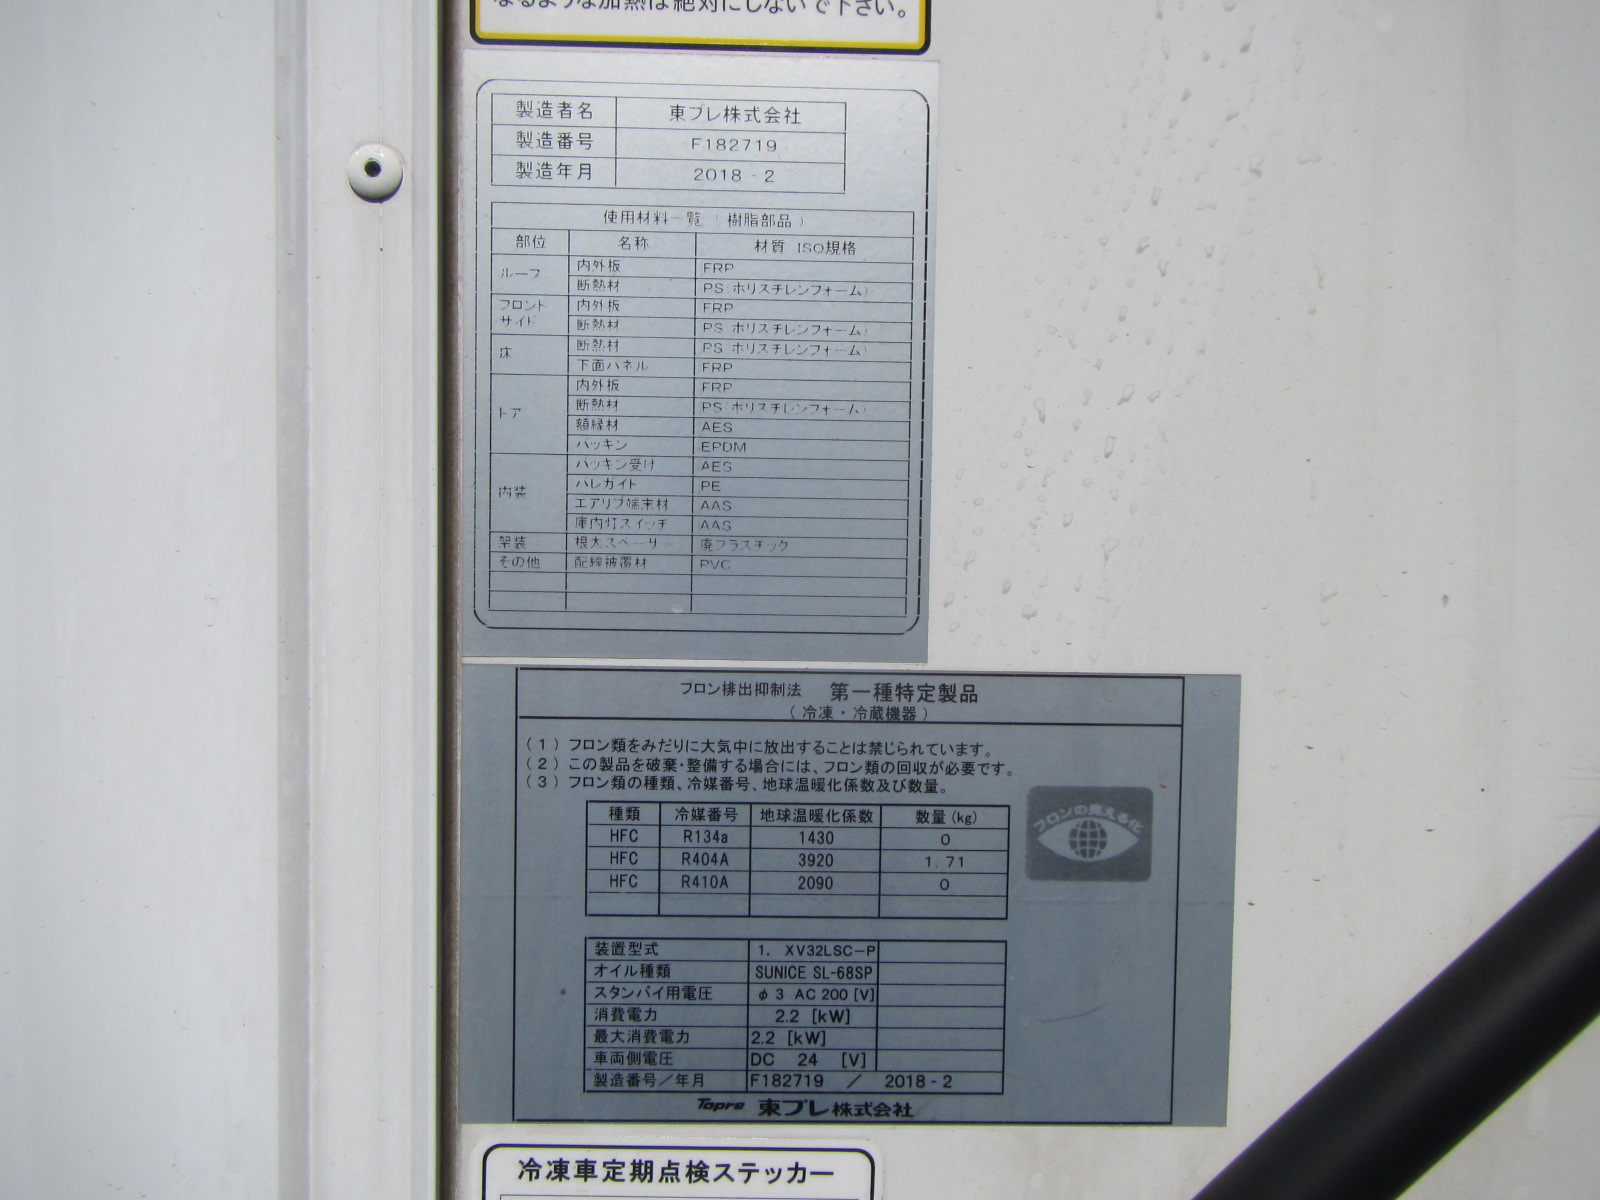 なるような加熱は絶対にしないで下さい。
製造者名 東プレ株式会社
製造番号 F182719
製造年月 2018 - 2
使用材料一覧 (樹脂部品)
部位 名称 材質 ISO規格
ルーフ 内外板 FRP
断熱材 PS(ポリスチレンフォーム)
フロント サイド 内外板 FRP
断熱材 PS(ポリスチレンフォーム)
床 断熱材 PS(ポリスチレンフォーム)
下面パネル FRP
ドア 内外板 FRP
断熱材 PS(ポリスチレンフォーム)
額縁材 AES
パッキン EPDM
内装 パッキン受け AES
ハレガイト PE
エアリブ端末材 AAS
庫内灯スイッチ AAS
架装 根太スペーサー 廃プラスチック
その他 配線被覆材 PVC
フロン排出抑制法 第一種特定製品
(冷凍・冷蔵機器)
(1) フロン類をみだりに大気中に放出することは禁じられています。
(2) この製品を破棄・整備する場合には、フロン類の回収が必要です。
(3) フロン類の種類、冷媒番号、地球温暖化係数及び数量。
種類 冷媒番号 地球温暖化係数 数量(kg)
HFC R134a 1430 0
HFC R404A 3920 1.71
HFC R410A 2090 0
フロンの見える化
装置型式 1. XV32LSC-P
オイル種類 SUNICE SL-68SP
スタンバイ用電圧 φ3 AC 200 [V]
消費電力 2.2 [kW]
最大消費電力 2.2 [kW]
車両側電圧 DC 24 [V]
製造番号/年月 F182719 / 2018 - 2
Topre 東プレ株式会社
冷凍車定期点検ステッカー